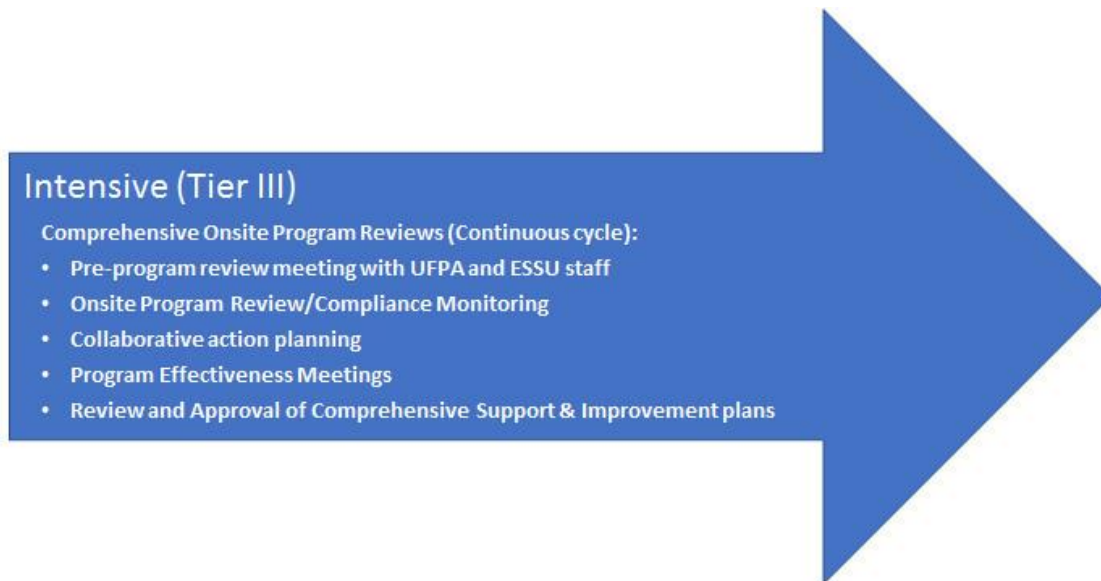 Intensive (Tier III)
Comprehensive Onsite Program Reviews (Continuous cycle):
• Pre-program review meeting with UFPA and ESSU staff
• Onsite Program Review/Compliance Monitoring
• Collaborative action planning
• Program Effectiveness Meetings
• Review and Approval of Comprehensive Support & Improvement plans